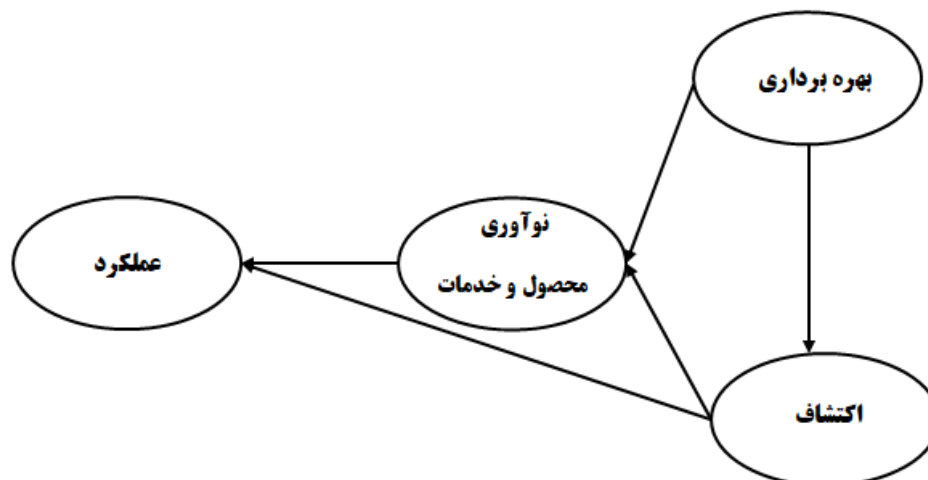 بهره برداری
نوآوری
محصول و خدمات
عملکرد
اکتشاف